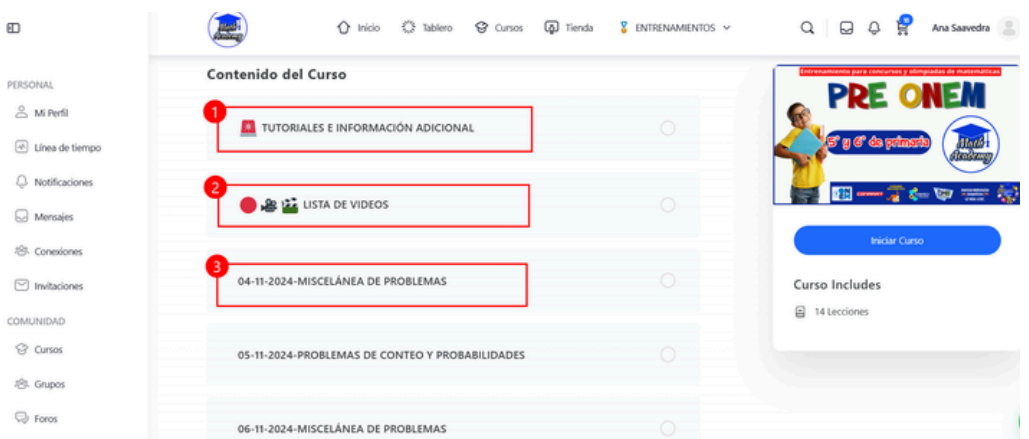 Math
Academy
Inicio
Tablero
Cursos
Tienda
ENTRENAMIENTOS
Ana Saavedra
PERSONAL
Mi Perfil
Línea de tiempo
Notificaciones
Mensajes
Conexiones
Invitaciones
COMUNIDAD
Cursos
Grupos
Foros
Contenido del Curso
1
TUTORIALES E INFORMACIÓN ADICIONAL
2
LISTA DE VIDEOS
3
04-11-2024-MISCELÁNEA DE PROBLEMAS
05-11-2024-PROBLEMAS DE CONTEO Y PROBABILIDADES
06-11-2024-MISCELÁNEA DE PROBLEMAS
Entrenamiento para concursos y olimpiadas de matemáticas
PRE ONEM
5° y 6° de primaria
Math
Academy
Iniciar Curso
Curso Includes
14 Lecciones